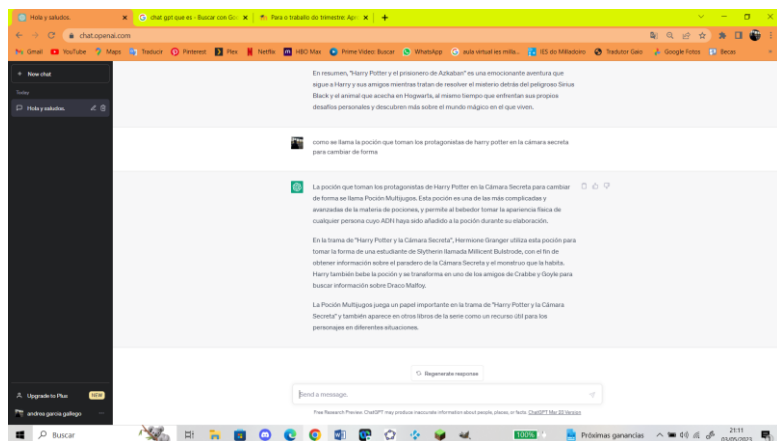 Hola y saludos.
chat gpt que es - Buscar con Go
Para o traballo do trimestre: Ap
chat.openai.com
Gmail YouTube Maps Traducir Pinterest Plex Netflix HBO Max Prime Video: Buscar WhatsApp aula virtual ies milla... IES do Milladoiro Tradutor Gaio Google Fotos Becas
+ New chat
Today
Hola y saludos.
En resumen, "Harry Potter y el prisionero de Azkaban" es una emocionante aventura que
sigue a Harry y sus amigos mientras tratan de resolver el misterio detrás del peligroso Sirius
Black y el animal que acecha en Hogwarts, al mismo tiempo que enfrentan sus propios
desafíos personales y descubren más sobre el mundo mágico en el que viven.
como se llama la poción que toman los protagonistas de harry potter en la cámara secreta
para cambiar de forma
La poción que toman los protagonistas de Harry Potter en la Cámara Secreta para cambiar
de forma se llama Poción Multijugos. Esta poción es una de las más complicadas y
avanzadas de la materia de pociones, y permite al bebedor tomar la apariencia física de
cualquier persona cuyo ADN haya sido añadido a la poción durante su elaboración.
En la trama de "Harry Potter y la Cámara Secreta", Hermione Granger utiliza esta poción para
tomar la forma de una estudiante de Slytherin llamada Millicent Bulstrode, con el fin de
obtener información sobre el paradero de la Cámara Secreta y el monstruo que la habita.
Harry también bebe la poción y se transforma en uno de los amigos de Crabbe y Goyle para
buscar información sobre Draco Malfoy.
La Poción Multijugos juega un papel importante en la trama de "Harry Potter y la Cámara
Secreta" y también aparece en otros libros de la serie como un recurso útil para los
personajes en diferentes situaciones.
Regenerate response
Send a message.
Free Research Preview. ChatGPT may produce inaccurate information about people, places, or facts. ChatGPT Mar 23 Version
Upgrade to Plus NEW
andrea garcia gallego
Buscar
100%
Próximas ganancias
21:11
03/05/2023